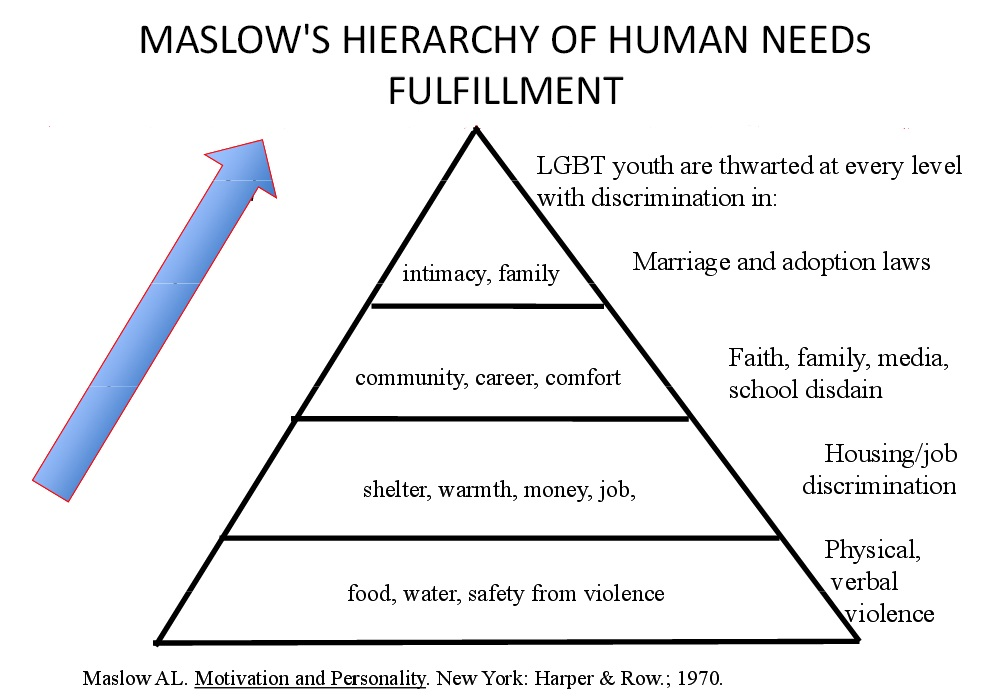 MASLOW'S HIERARCHY OF HUMAN NEEDs
FULFILLMENT
LGBT youth are thwarted at every level
with discrimination in:
intimacy, family
Marriage and adoption laws
community, career, comfort
Faith, family, media,
school disdain
shelter, warmth, money, job,
Housing/job
discrimination
food, water, safety from violence
Physical,
verbal
violence
Maslow AL. Motivation and Personality. New York: Harper & Row.; 1970.